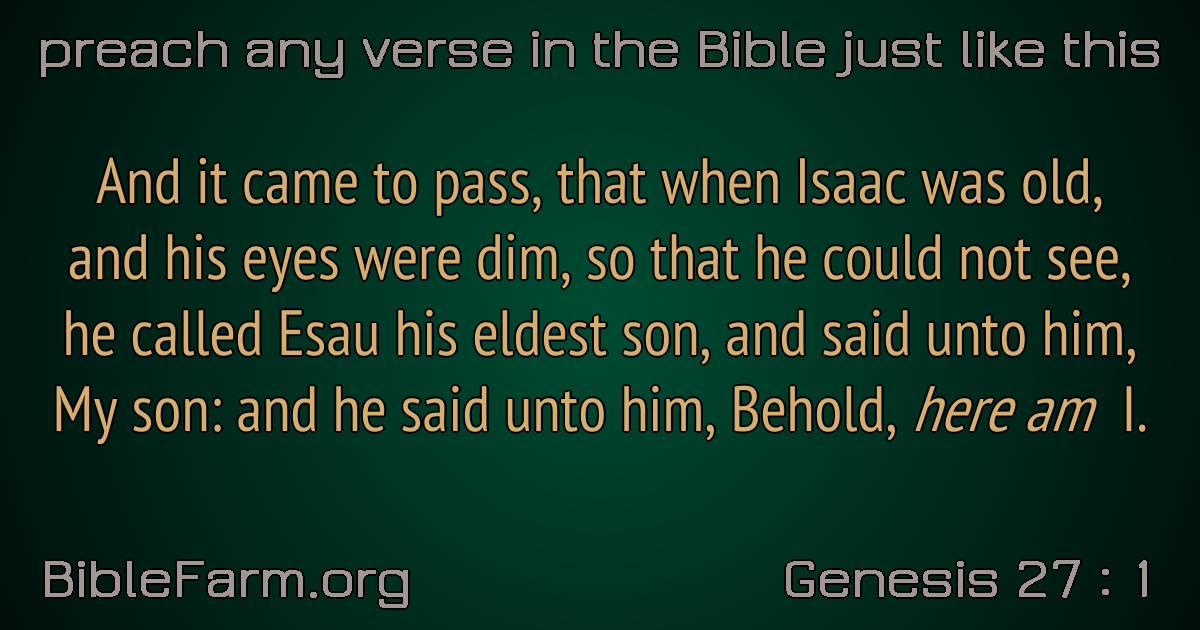 preach any verse in the Bible just like this
And it came to pass, that when Isaac was old,
and his eyes were dim, so that he could not see,
he called Esau his eldest son, and said unto him,
My son: and he said unto him, Behold, here am I.
BibleFarm.org
Genesis 27 : 1